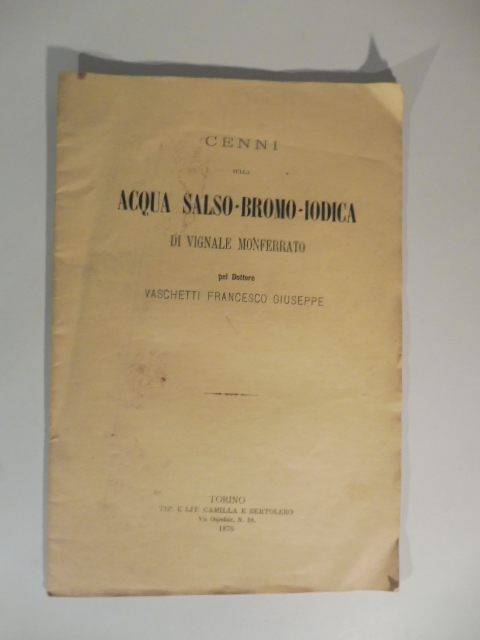 CENNI
SULLA
ACQUA SALSO-BROMO-IODICA
DI VIGNALE MONFERRATO
pel Dottore
VASCHETTI FRANCESCO GIUSEPPE
TORINO
TIP. E LIT. CAMILLA E BERTOLERO
Via Ospedale, N. 18,
1876